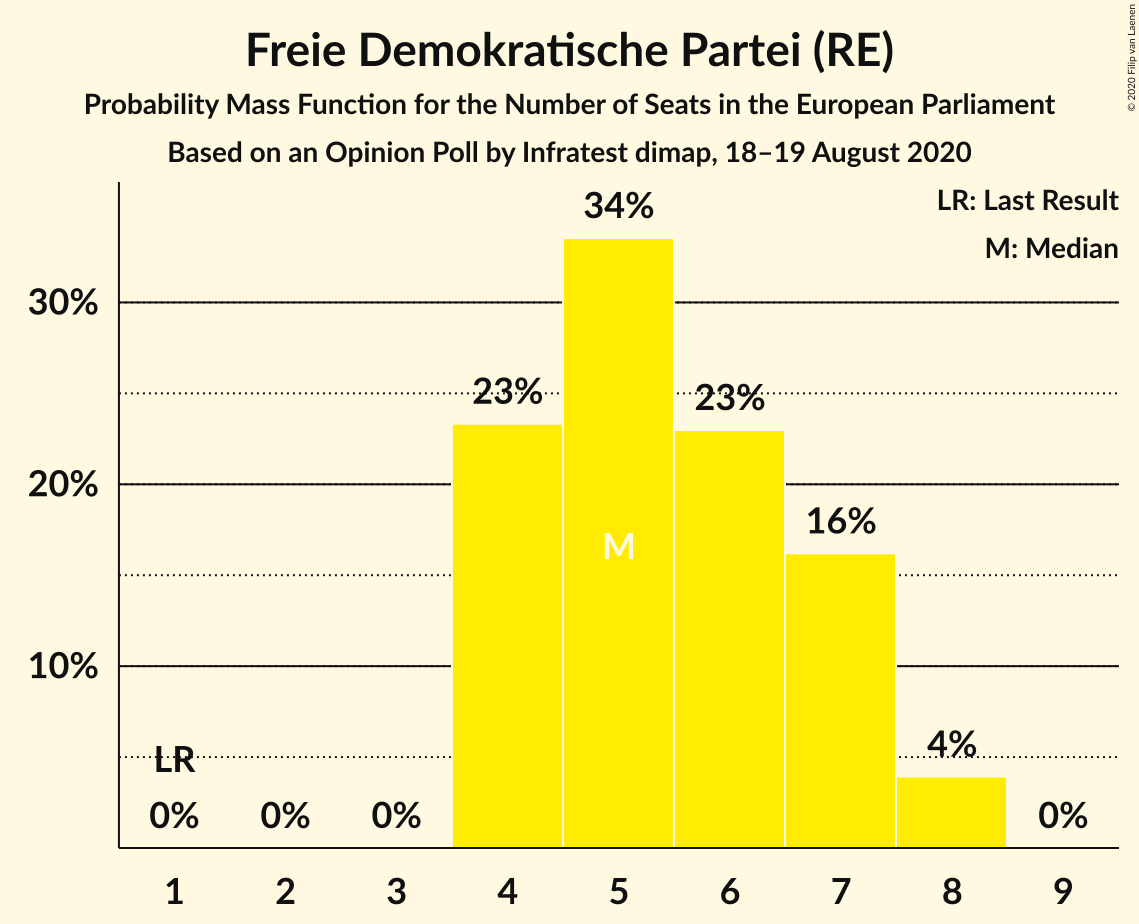 Freie Demokratische Partei (RE)
Probability Mass Function for the Number of Seats in the European Parliament
Based on an Opinion Poll by Infratest dimap, 18–19 August 2020
© 2020 Filip van Laenen
LR: Last Result
M: Median
34%
30%
23%
23%
20%
16%
M
10%
LR
4%
0%
0%
0%
0%
1 2 3 4 5 6 7 8 9